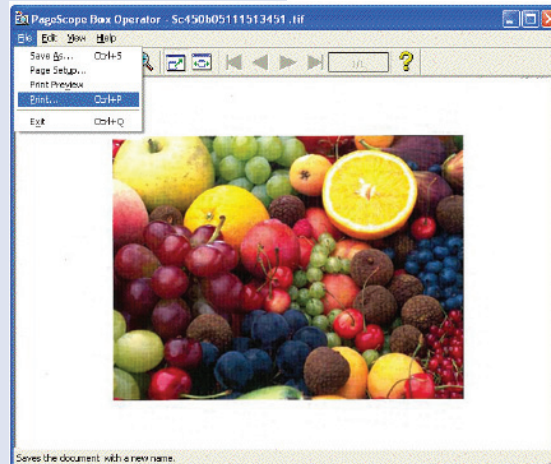 PageScope Box Operator - Sc450b05111513451.tif
File Edit View Help
Save As... Ctrl+S
Page Setup...
Print Preview
Print... Ctrl+P
Exit Ctrl+Q
1/1
?
Saves the document with a new name.